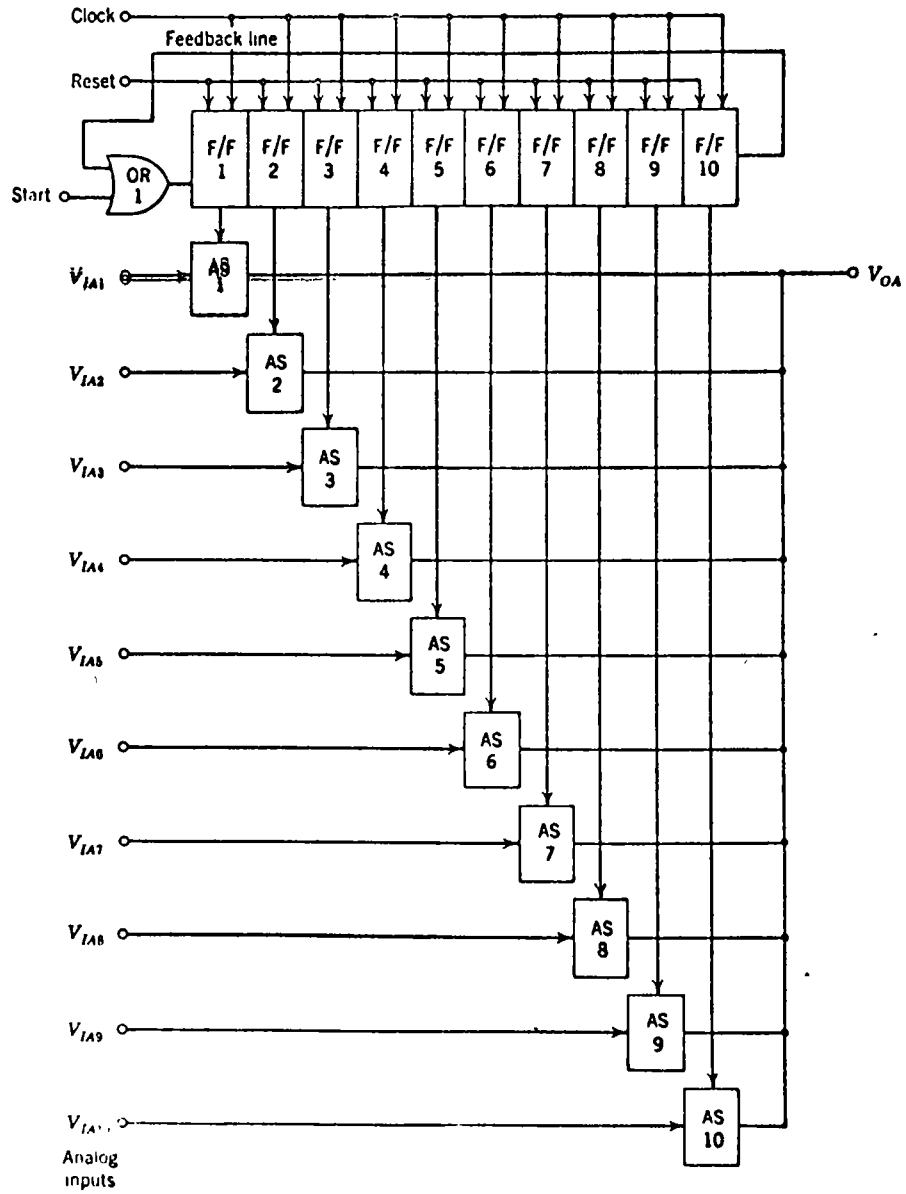 Clock
Feedback line
Reset
F/F 1
F/F 2
F/F 3
F/F 4
F/F 5
F/F 6
F/F 7
F/F 8
F/F 9
F/F 10
OR 1
Start
V_IA1
V_OA
V_IA2
AS 2
V_IA3
AS 3
V_IA4
AS 4
V_IA5
AS 5
V_IA6
AS 6
V_IA7
AS 7
V_IA8
AS 8
V_IA9
AS 9
AS 10
Analog
inputs